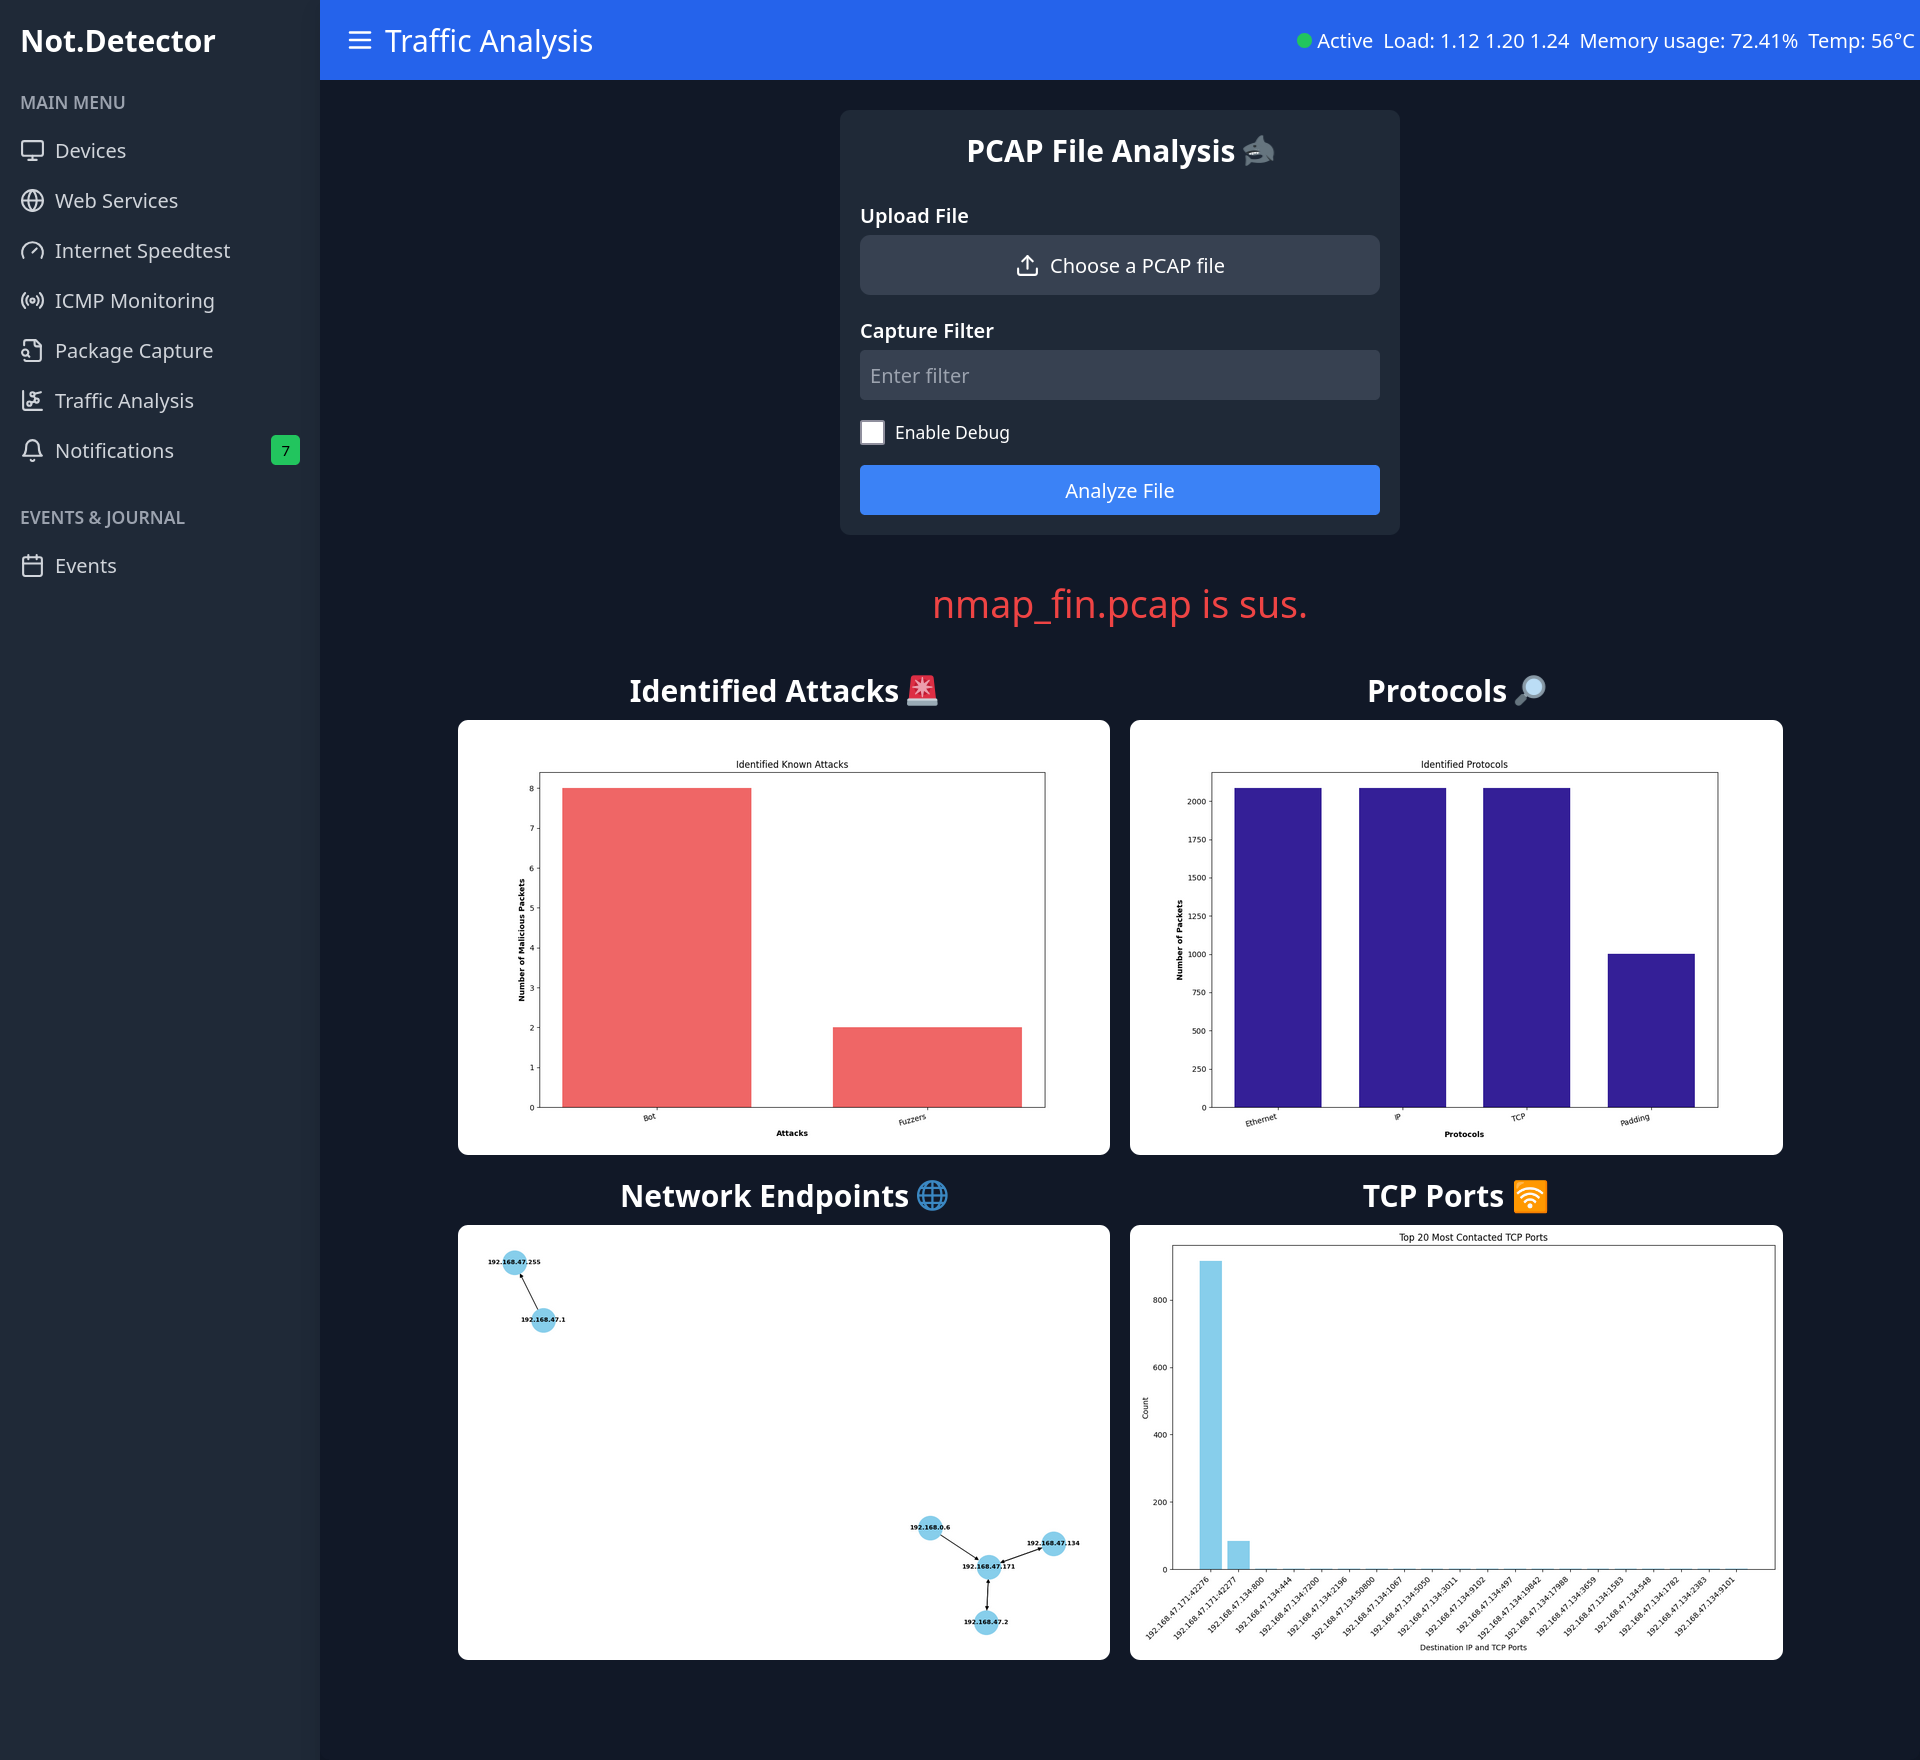 Not.Detector
MAIN MENU
Devices
Web Services
Internet Speedtest
ICMP Monitoring
Package Capture
Traffic Analysis
Notifications 7
EVENTS & JOURNAL
Events
Traffic Analysis
Active Load: 1.12 1.20 1.24 Memory usage: 72.41% Temp: 56°C
PCAP File Analysis
Upload File
Choose a PCAP file
Capture Filter
Enter filter
Enable Debug
Analyze File
nmap_fin.pcap is sus.
Identified Attacks
Identified Known Attacks
Number of Malicious Packets
8
7
6
5
4
3
2
1
0
Bot
Fuzzers
Attacks
Protocols
Identified Protocols
Number of Packets
2000
1750
1500
1250
1000
750
500
250
0
Ethernet
IP
TCP
Padding
Protocols
Network Endpoints
192.168.47.255
192.168.47.1
192.168.0.6
192.168.47.134
192.168.47.171
192.168.47.2
TCP Ports
Top 20 Most Contacted TCP Ports
Count
800
600
400
200
0
192.168.47.171:42276
192.168.47.171:42277
192.168.47.134:800
192.168.47.134:444
192.168.47.134:7200
192.168.47.134:2196
192.168.47.134:50800
192.168.47.134:1067
192.168.47.134:5050
192.168.47.134:3011
192.168.47.134:9102
192.168.47.134:497
192.168.47.134:19842
192.168.47.134:17988
192.168.47.134:3659
192.168.47.134:1583
192.168.47.134:548
192.168.47.134:1782
192.168.47.134:2383
192.168.47.134:9101
Destination IP and TCP Ports